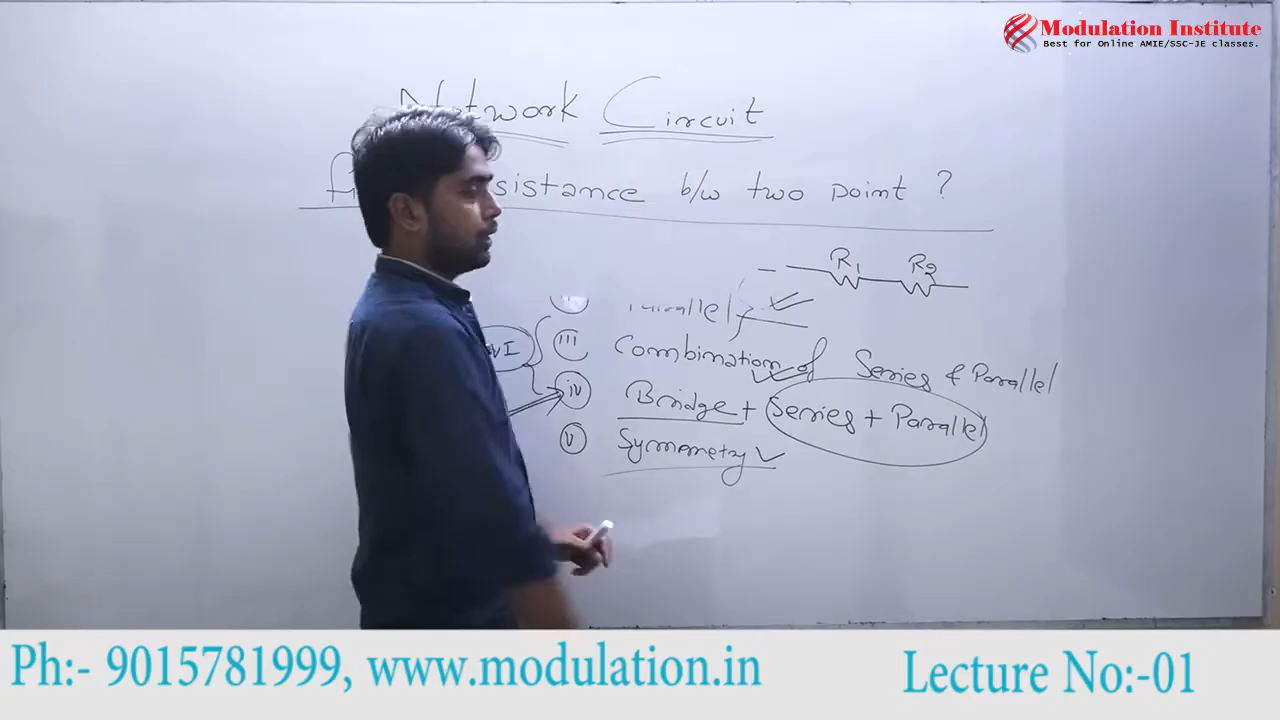 Modulation Institute
Best for Online AMIE/SSC-JE classes.
Network Circuit
sistance b/w two point ?
R1 R2
Parallel
iii Combination of Series & Parallel
iv Bridge + Series + Parallel
v Symmetry
Ph:- 9015781999, www.modulation.in
Lecture No:-01